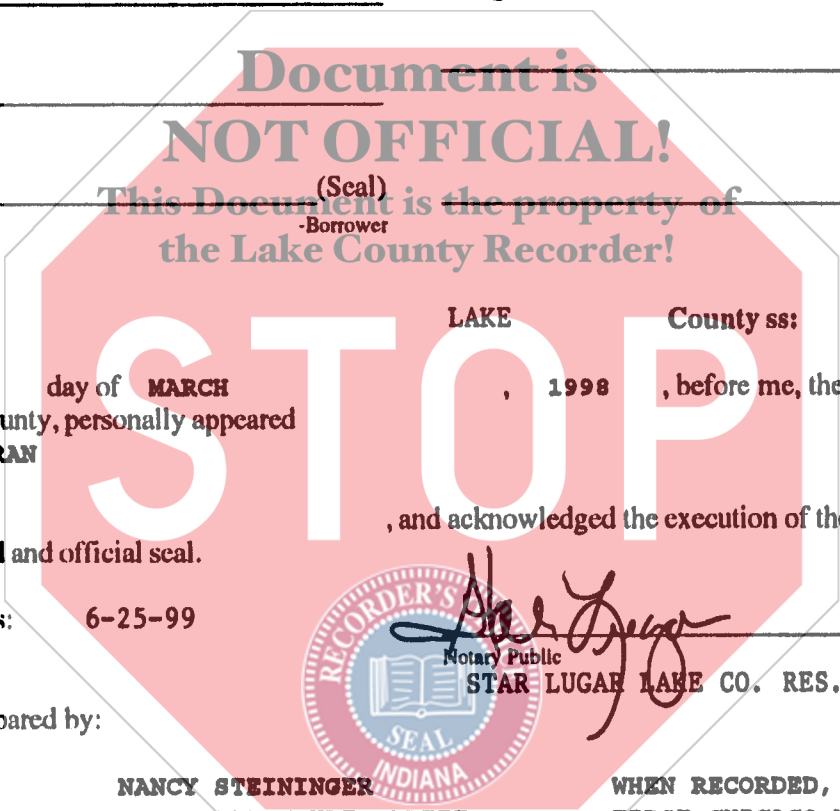 Document is
NOT OFFICIAL!
(Seal)
This Document is the property of
-Borrower
the Lake County Recorder!
LAKE County ss:
STOP
day of MARCH , 1998 , before me, the
unty, personally appeared
RAN
, and acknowledged the execution of the
and official seal.
s: 6-25-99
RECORDER'S
Notary Public
STAR LUGAR LAKE CO. RES.
pared by:
SEAL
INDIANA
NANCY STEININGER WHEN RECORDED,